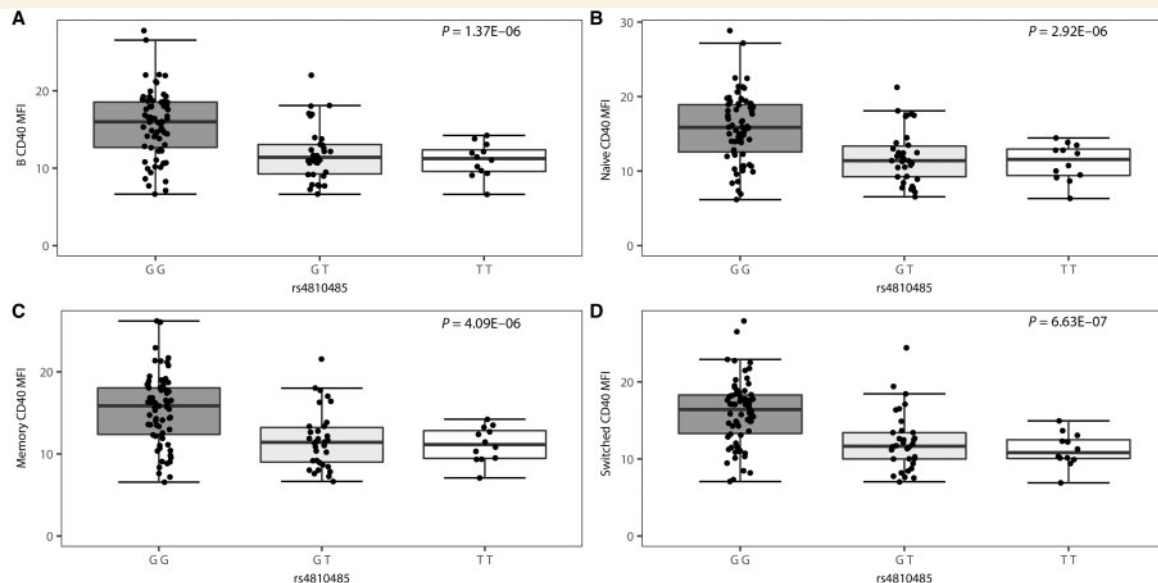 A
P = 1.37E–06
B CD40 MFI
20
10
0
GG
GT
TT
rs4810485
B
P = 2.92E–06
Naive CD40 MFI
30
20
10
0
GG
GT
TT
rs4810485
C
P = 4.09E–06
Memory CD40 MFI
20
10
0
GG
GT
TT
rs4810485
D
P = 6.63E–07
Switched CD40 MFI
20
10
0
GG
GT
TT
rs4810485